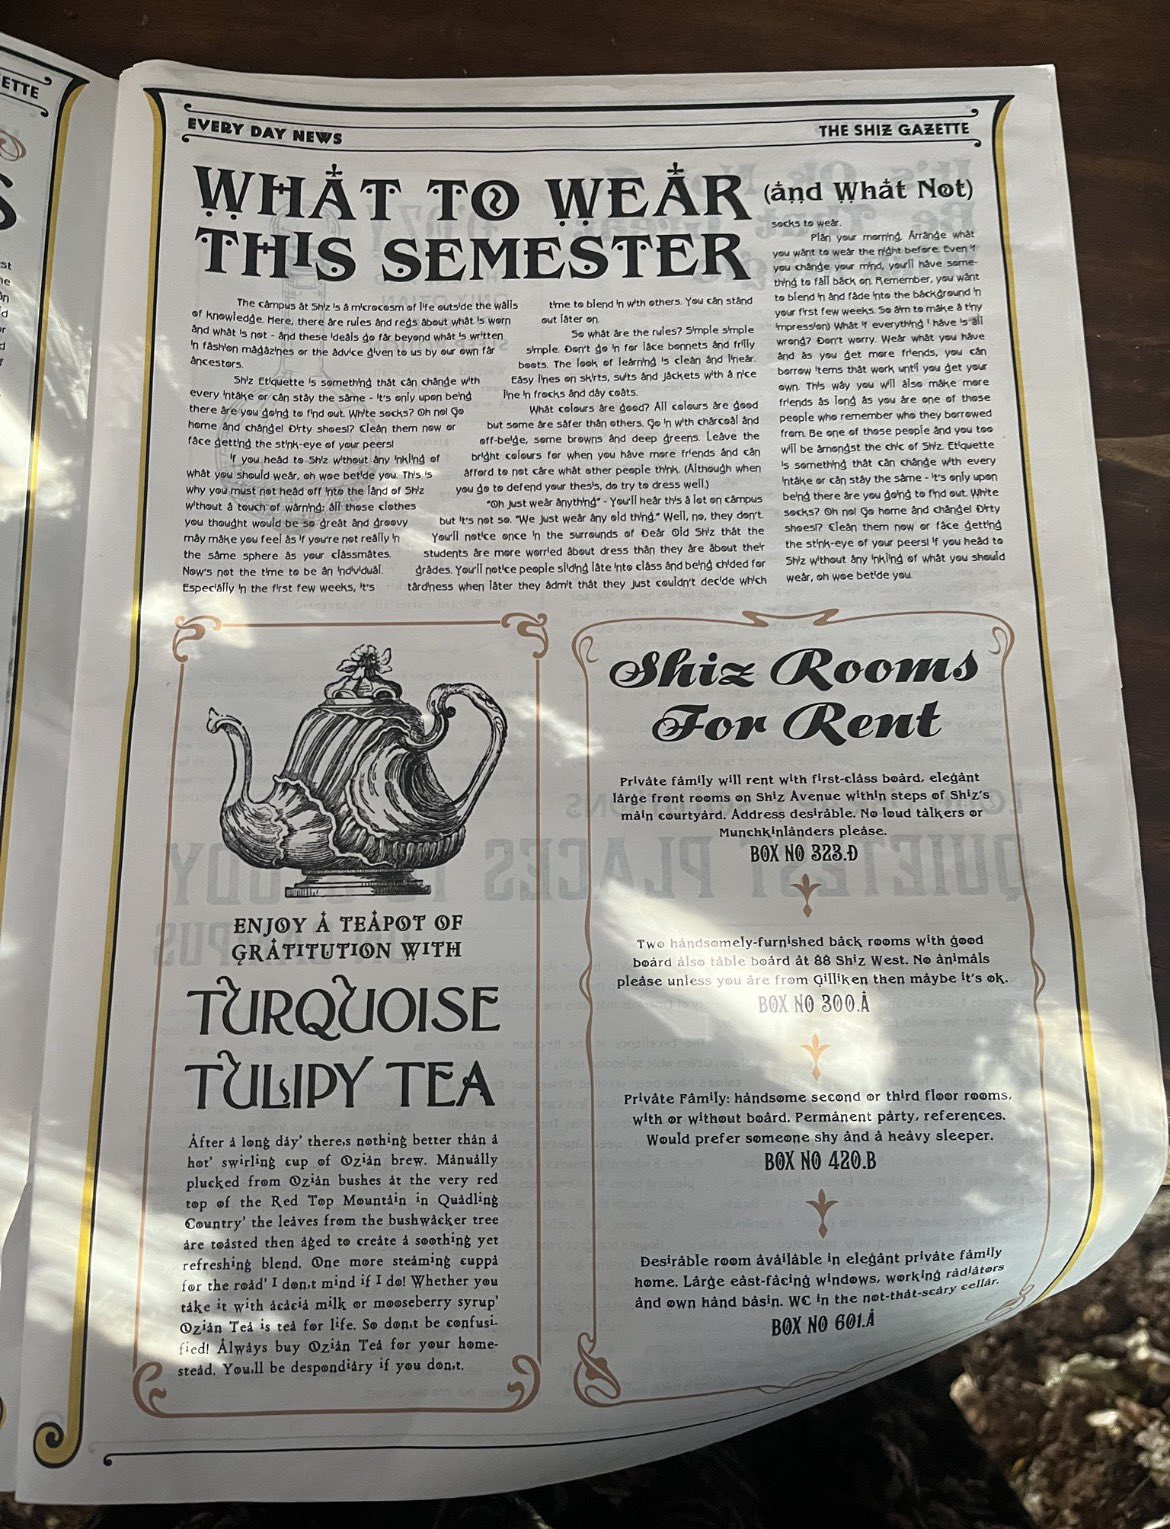 ETTE
EVERY DAY NEWS
THE SHIZ GAZETTE
WHAT TO WEAR
THIS SEMESTER
(and What Not)
The campus at Shiz is a microcosm of life outside the walls
of knowledge. Here, there are rules and regs about what is worn
and what is not - and these ideals go far beyond what is written
in fashion magazines or the advice given to us by our own far
ancestors.
Shiz Etiquette is something that can change with
every intake or can stay the same - it's only upon being
there are you going to find out. White socks? Oh no! Go
home and change! Dirty shoes!? Clean them now or
face getting the stink-eye of your peers!
If you head to Shiz without any inkling of
what you should wear, oh woe betide you. This is
why you must not head off into the land of Shiz
without a touch of warning: all those clothes
you thought would be so great and groovy
may make you feel as if you're not really in
the same sphere as your classmates.
Now's not the time to be an individual.
Especially in the first few weeks, it's
time to blend in with others. You can stand
out later on.
So what are the rules? Simple simple
simple. Don't go in for lace bonnets and frilly
boots. The look of learning is clean and linear.
Easy lines on skirts, suits and jackets with a nice
line in frocks and day coats.
What colours are good? All colours are good
but some are safer than others. Go in with charcoal and
off-beige, some browns and deep greens. Leave the
bright colours for when you have more friends and can
afford to not care what other people think. (Although when
you go to defend your thesis, do try to dress well.)
"Oh just wear anything" - You'll hear this a lot on campus
but it's not so. "We just wear any old thing." Well, no, they don't.
You'll notice once in the surrounds of Dear Old Shiz that the
students are more worried about dress than they are about their
grades. You'll notice people sliding late into class and being chided for
tardiness when later they admit that they just couldn't decide which
socks to wear.
Plan your morning. Arrange what
you want to wear the night before. Even if
you change your mind, you'll have some-
thing to fall back on. Remember, you want
to blend in and fade into the background in
your first few weeks. So aim to make a tiny
impression! What if everything I have is all
wrong? Don't worry. Wear what you have
and as you get more friends, you can
borrow items that work until you get your
own. This way you will also make more
friends as long as you are one of those
people who remember who they borrowed
from. Be one of those people and you too
will be amongst the chic of Shiz. Etiquette
is something that can change with every
intake or can stay the same - it's only upon
being there are you going to find out. White
socks? Oh no! Go home and change! Dirty
shoes!? Clean them now or face getting
the stink-eye of your peers! If you head to
Shiz without any inkling of what you should
wear, oh woe betide you.
ENJOY A TEAPOT OF
GRATITUTION WITH
TURQUOISE
TULIPY TEA
After a long day' there,s nothing better than a
hot' swirling cup of Ozian brew. Manually
plucked from Ozian bushes at the very red
top of the Red Top Mountain in Quadling
Country' the leaves from the bushwacker tree
are toasted then aged to create a soothing yet
refreshing blend. One more steaming cuppa
for the road' I don,t mind if I do! Whether you
take it with acacia milk or mooseberry syrup'
Ozian Tea is tea for life. So don,t be confusi-
fied! Always buy Ozian Tea for your home-
stead. You,ll be despondiary if you don,t.
Shiz Rooms
For Rent
Private family will rent with first-class board, elegant
large front rooms on Shiz Avenue within steps of Shiz's
main courtyard. Address desirable. No loud talkers or
Munchkinlanders please.
BOX NO 323.D
Two handsomely-furnished back rooms with good
board also table board at 88 Shiz West. No animals
please unless you are from Gilliken then maybe it's ok.
BOX NO 300.A
Private Family: handsome second or third floor rooms,
with or without board. Permanent party, references.
Would prefer someone shy and a heavy sleeper.
BOX NO 420.B
Desirable room available in elegant private family
home. Large east-facing windows, working radiators
and own hand basin. WC in the not-that-scary cellar.
BOX NO 601.A